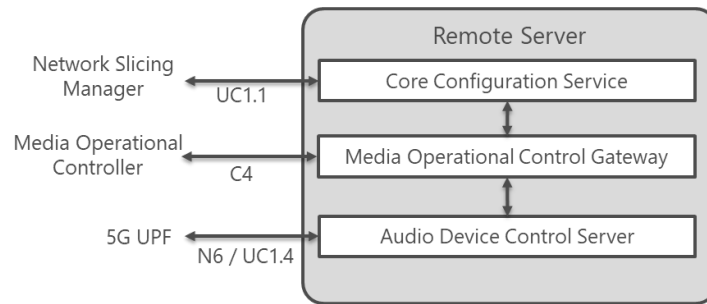 Remote Server
Network Slicing
Manager
UC1.1
Core Configuration Service
Media Operational
Controller
C4
Media Operational Control Gateway
5G UPF
N6 / UC1.4
Audio Device Control Server